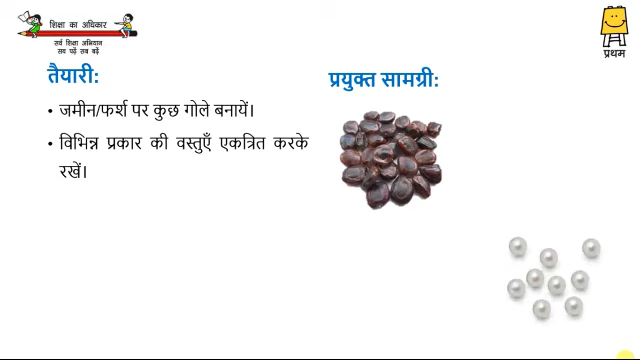 शिक्षा का अधिकार
सर्व शिक्षा अभियान
सब पढ़ें सब बढ़ें
प्रथम
तैयारी:
• जमीन/फर्श पर कुछ गोले बनायें।
• विभिन्न प्रकार की वस्तुएँ एकत्रित करके
रखें।
प्रयुक्त सामग्री: